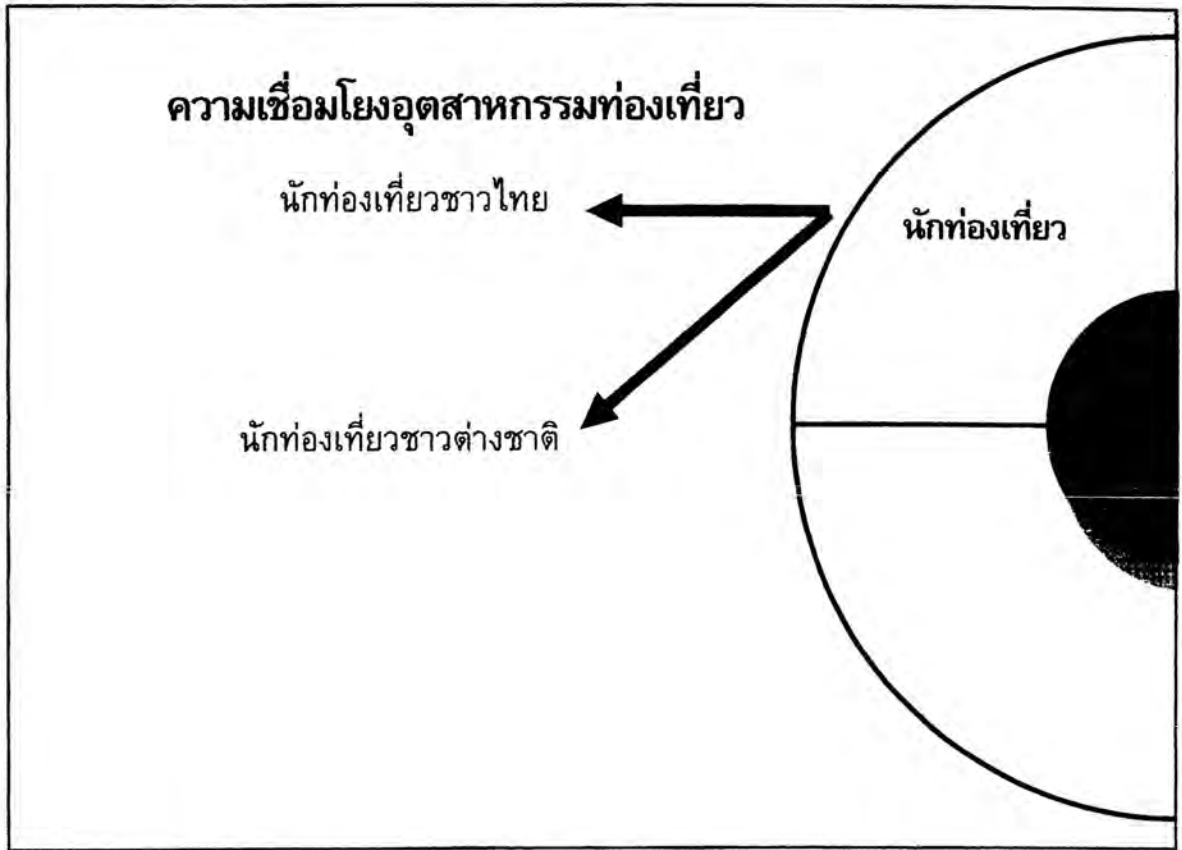 ความเชื่อมโยงอุตสาหกรรมท่องเที่ยว
นักท่องเที่ยวชาวไทย
นักท่องเที่ยว
นักท่องเที่ยวชาวต่างชาติ